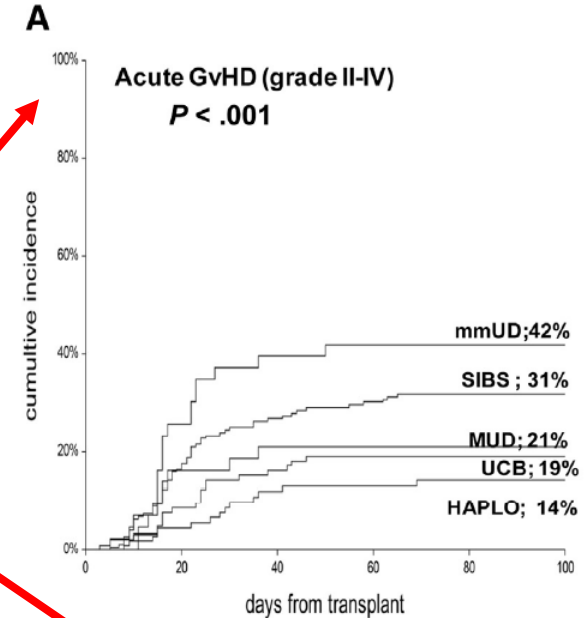 A
Acute GvHD (grade II-IV)
P < .001
cumultive incidence
100%
80%
60%
40%
20%
0%
mmUD;42%
SIBS ; 31%
MUD; 21%
UCB; 19%
HAPLO; 14%
0 20 40 60 80 100
days from transplant